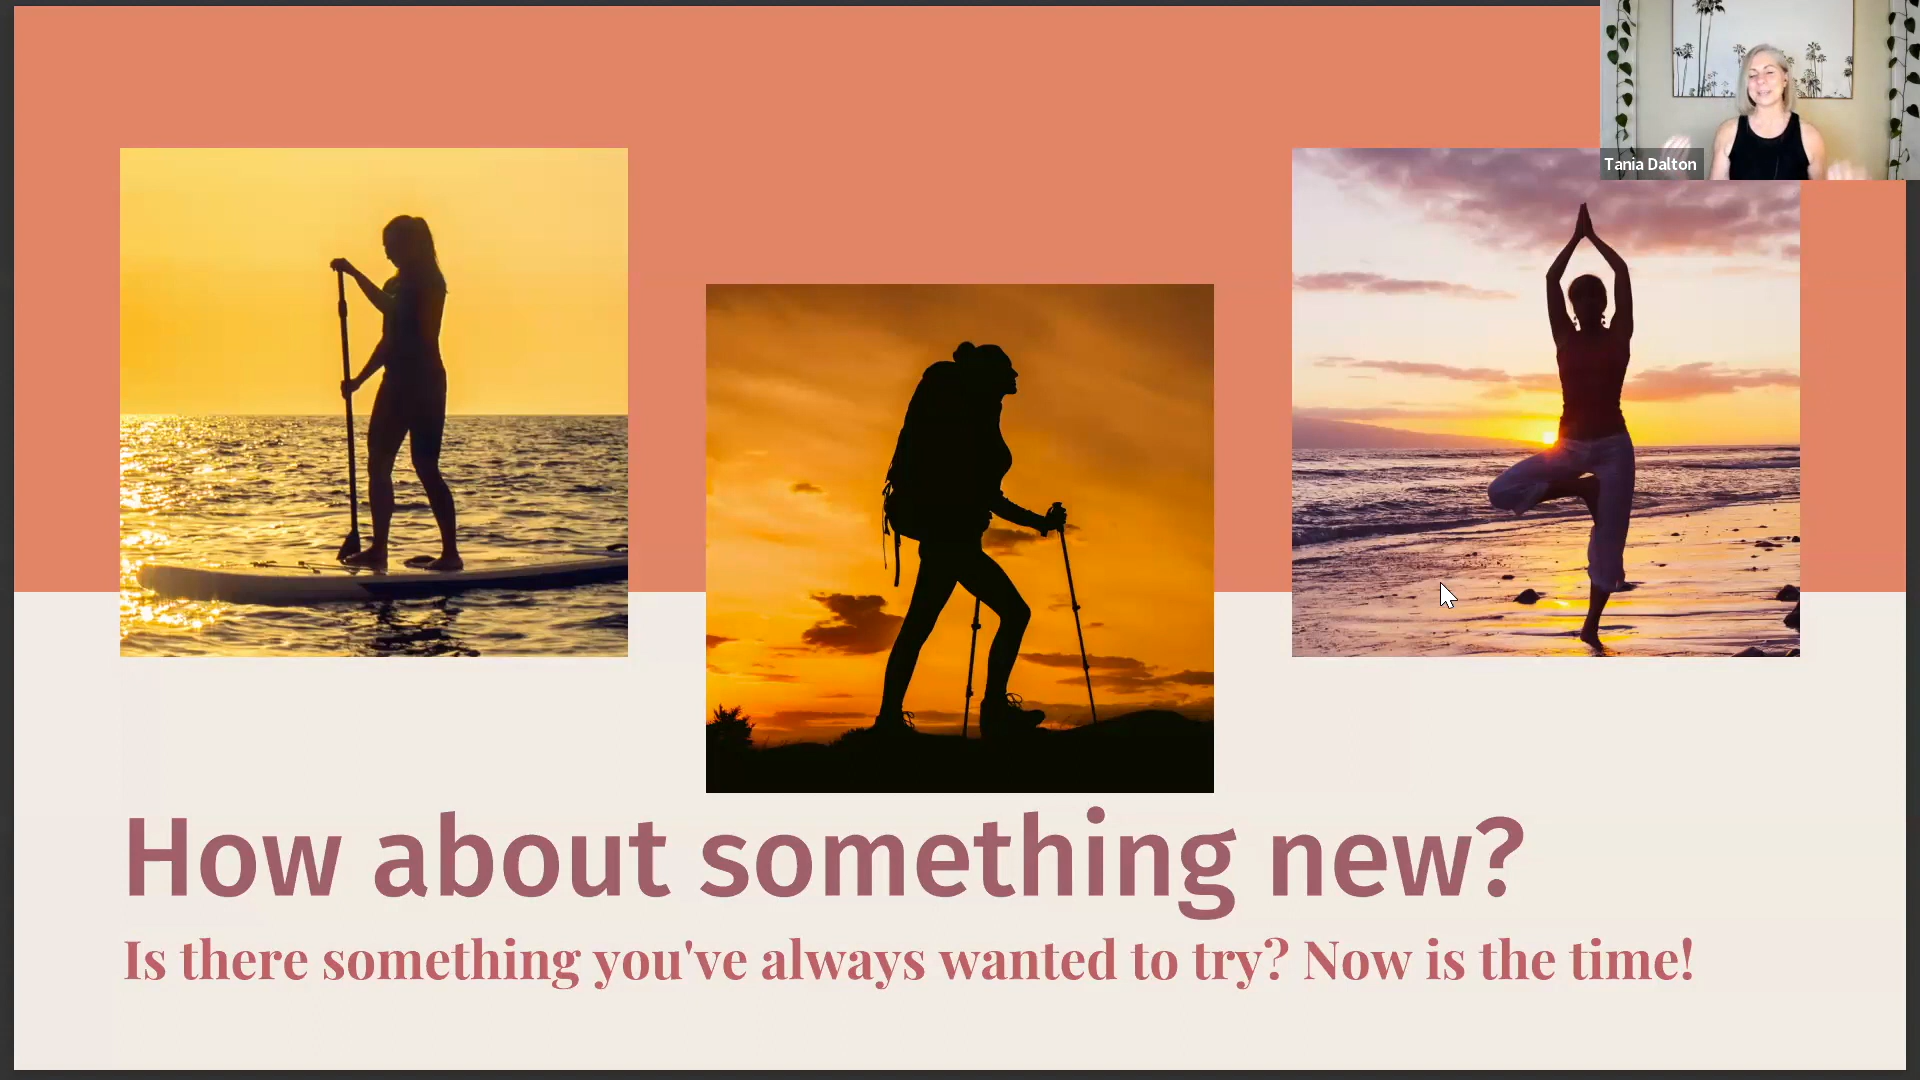 Tania Dalton
How about something new?
Is there something you've always wanted to try? Now is the time!